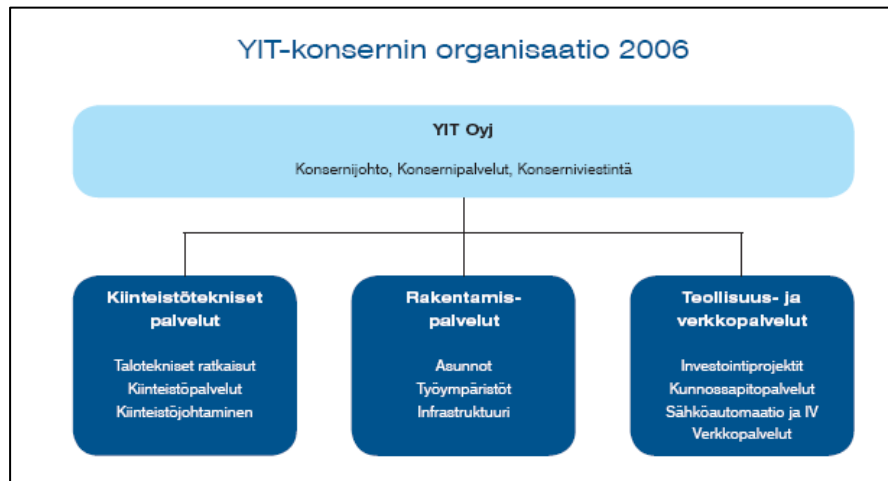 YIT-konsernin organisaatio 2006
YIT Oyj
Konsernijohto, Konsernipalvelut, Konserniviestintä
Kiinteistötekniset
palvelut
Talotekniset ratkaisut
Kiinteistöpalvelut
Kiinteistöjohtaminen
Rakentamis-
palvelut
Asunnot
Työympäristöt
Infrastruktuuri
Teollisuus- ja
verkkopalvelut
Investointiprojektit
Kunnossapitopalvelut
Sähköautomaatio ja IV
Verkkopalvelut